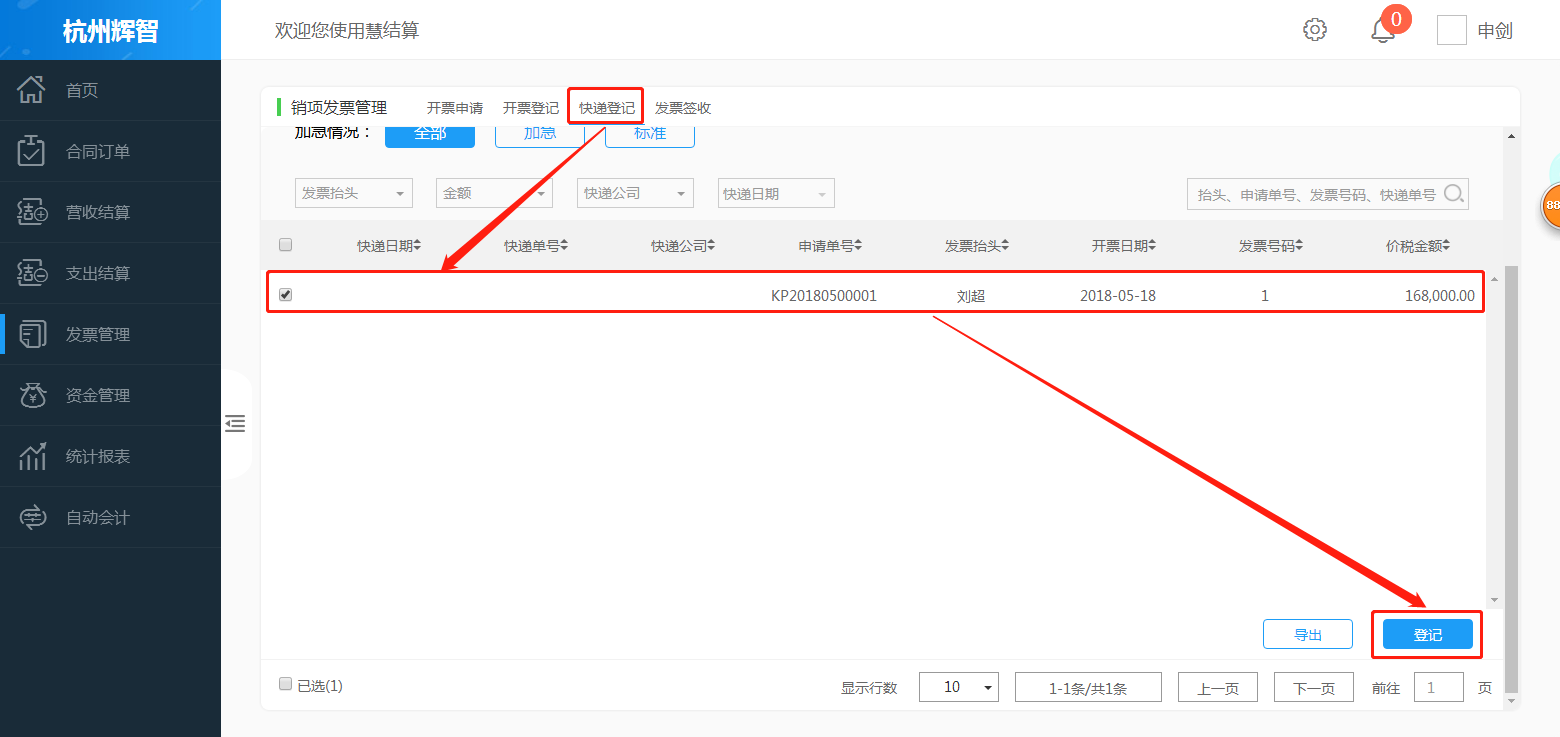 杭州辉智
欢迎您使用慧结算
0
申剑
首页
合同订单
营收结算
支出结算
发票管理
资金管理
统计报表
自动会计
销项发票管理 开票申请 开票登记 快递登记 发票签收
加急情况： 全部 加急 标准
发票抬头 金额 快递公司 快递日期 抬头、申请单号、发票号码、快递单号
快递日期 快递单号 快递公司 申请单号 发票抬头 开票日期 发票号码 价税金额
KP20180500001 刘超 2018-05-18 1 168,000.00
88
导出 登记
已选(1) 显示行数 10 1-1条/共1条 上一页 下一页 前往 1 页